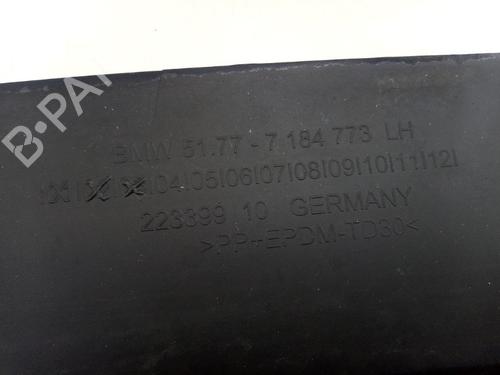 BMW 51.77 - 7 184 773 LH
04|05|06|07|08|09|10|11|12|
223399 10 GERMANY
>PP+EPDM-TD30<
B-PARTS